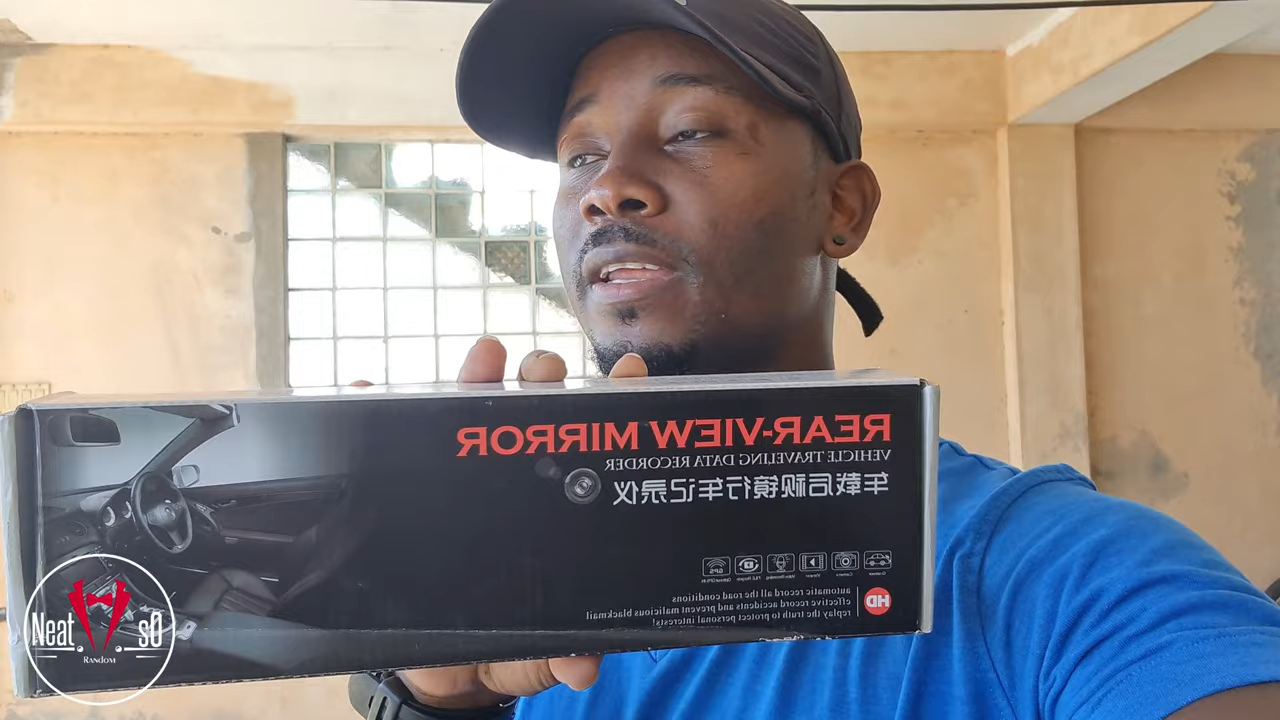 REAR-VIEW MIRROR
VEHICLE TRAVELING DATA RECORDER
车载后视镜行车记录仪
HD
automatic record all the road conditions
effective record accidents and prevent malicious blackmail
replay the truth to protect personal interests!
Neat. .sO
RANDOM